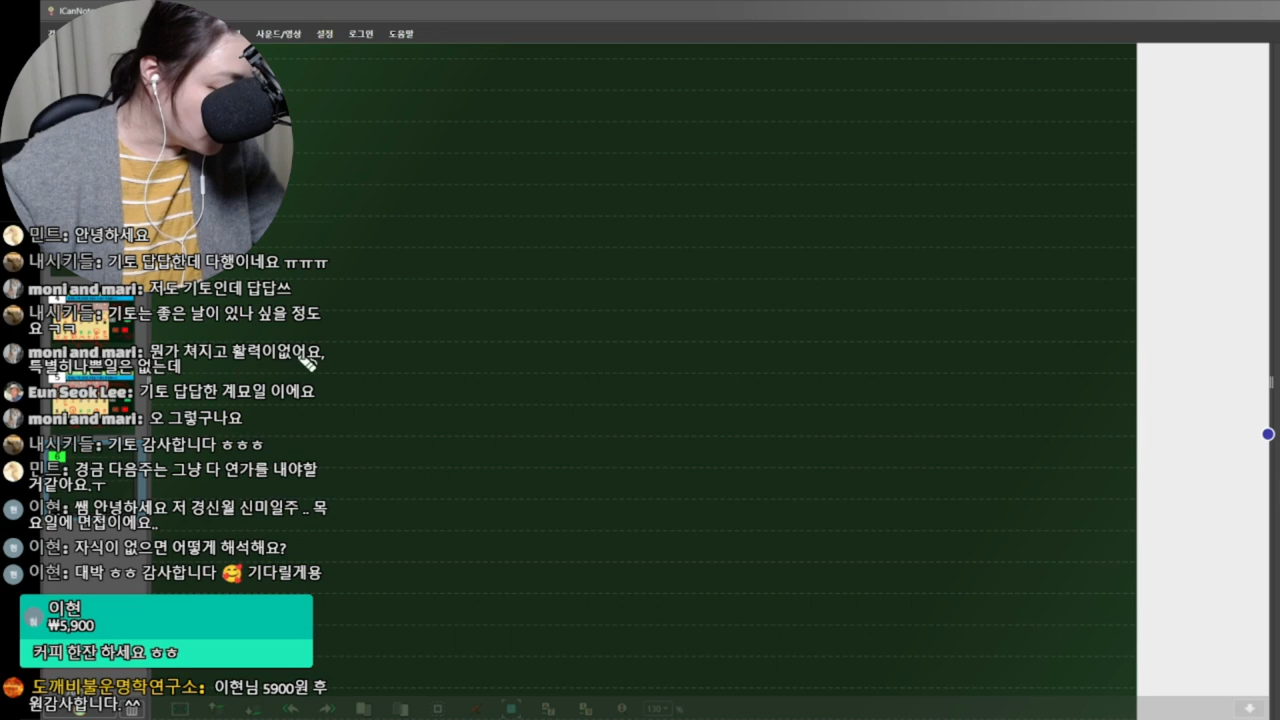 ICanNote
사운드/영상 설정 로그인 도움말
민트: 안녕하세요
내시키들: 기토 답답한데 다행이네요 ㅠㅠㅠ
moni and mari: 저도 기토인데 답답쓰
내시키들: 기토는 좋은 날이 있나 싶을 정도
요 ㅋㅋ
moni and mari: 뭔가 쳐지고 활력이없어요,
특별히나쁜일은 없는데
Eun Seok Lee: 기토 답답한 계묘일 이에요
moni and mari: 오 그렇구나요
내시키들: 기토 감사합니다 ㅎㅎㅎ
민트: 경금 다음주는 그냥 다 연가를 내야할
거같아요.ㅜ
이현: 쌤 안녕하세요 저 경신월 신미일주 .. 목
요일에 면접이에요..
이현: 자식이 없으면 어떻게 해석해요?
이현: 대박 ㅎㅎ 감사합니다 🥰 기다릴게용
이현
₩5,900
커피 한잔 하세요 ㅎㅎ
도깨비불운명학연구소: 이현님 5900원 후
원감사합니다. ^^
130 %